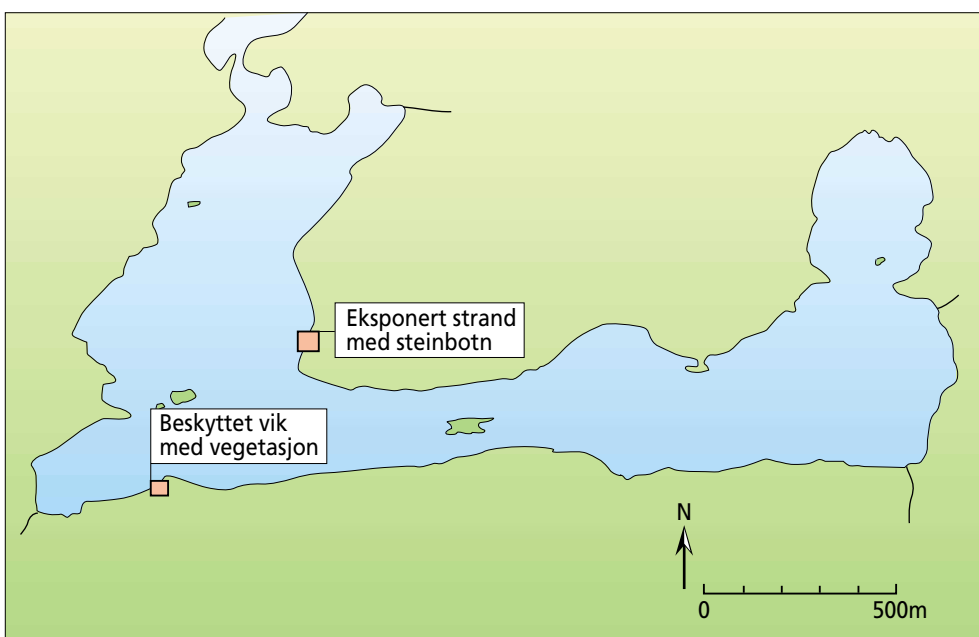 Eksponert strand
med steinbotn
Beskyttet vik
med vegetasjon
N
0
500m